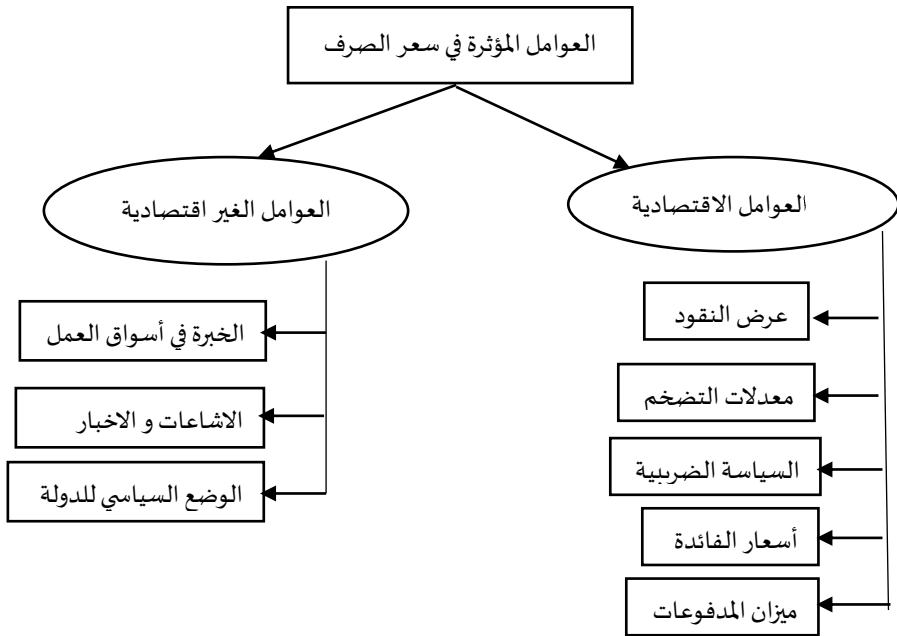 العوامل المؤثرة في سعر الصرف
العوامل الاقتصادية
عرض النقود
معدلات التضخم
السياسة الضريبية
أسعار الفائدة
ميزان المدفوعات
العوامل الغير اقتصادية
الخبرة في أسواق العمل
الاشاعات و الاخبار
الوضع السياسي للدولة